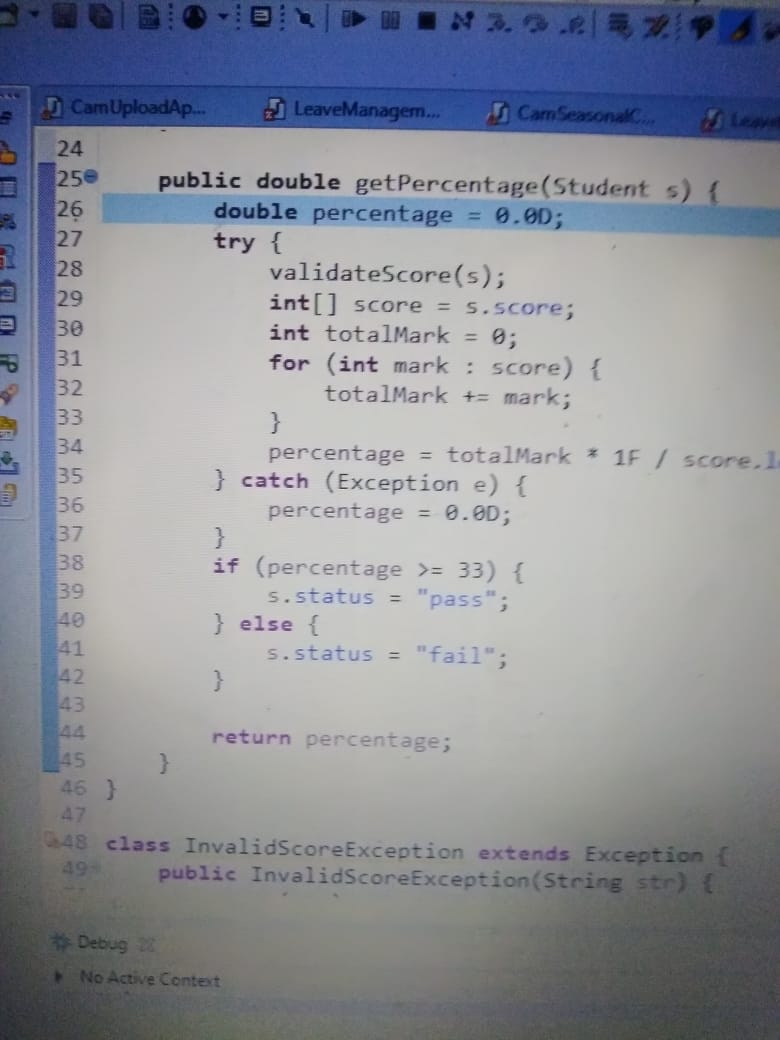 CamUploadAp...
LeaveManagem...
CamSeasonalC...
Leave
24
25 public double getPercentage(Student s) {
26 double percentage = 0.0D;
27 try {
28 validateScore(s);
29 int[] score = s.score;
30 int totalMark = 0;
31 for (int mark : score) {
32 totalMark += mark;
33 }
34 percentage = totalMark * 1F / score.l
35 } catch (Exception e) {
36 percentage = 0.0D;
37 }
38 if (percentage >= 33) {
39 s.status = "pass";
40 } else {
41 s.status = "fail";
42 }
43
44 return percentage;
45 }
46 }
47
48 class InvalidScoreException extends Exception {
49 public InvalidScoreException(String str) {
Debug
No Active Context